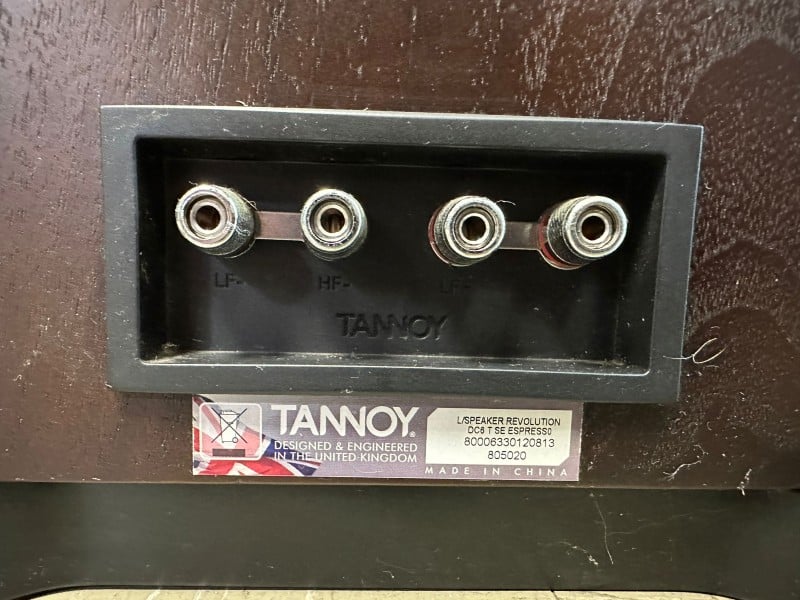 LF- HF- LF-
TANNOY
TANNOY®
DESIGNED & ENGINEERED
IN THE UNITED KINGDOM
L/SPEAKER REVOLUTION
DC6 T SE ESPRESSO
80006330120813
805020
MADE IN CHINA